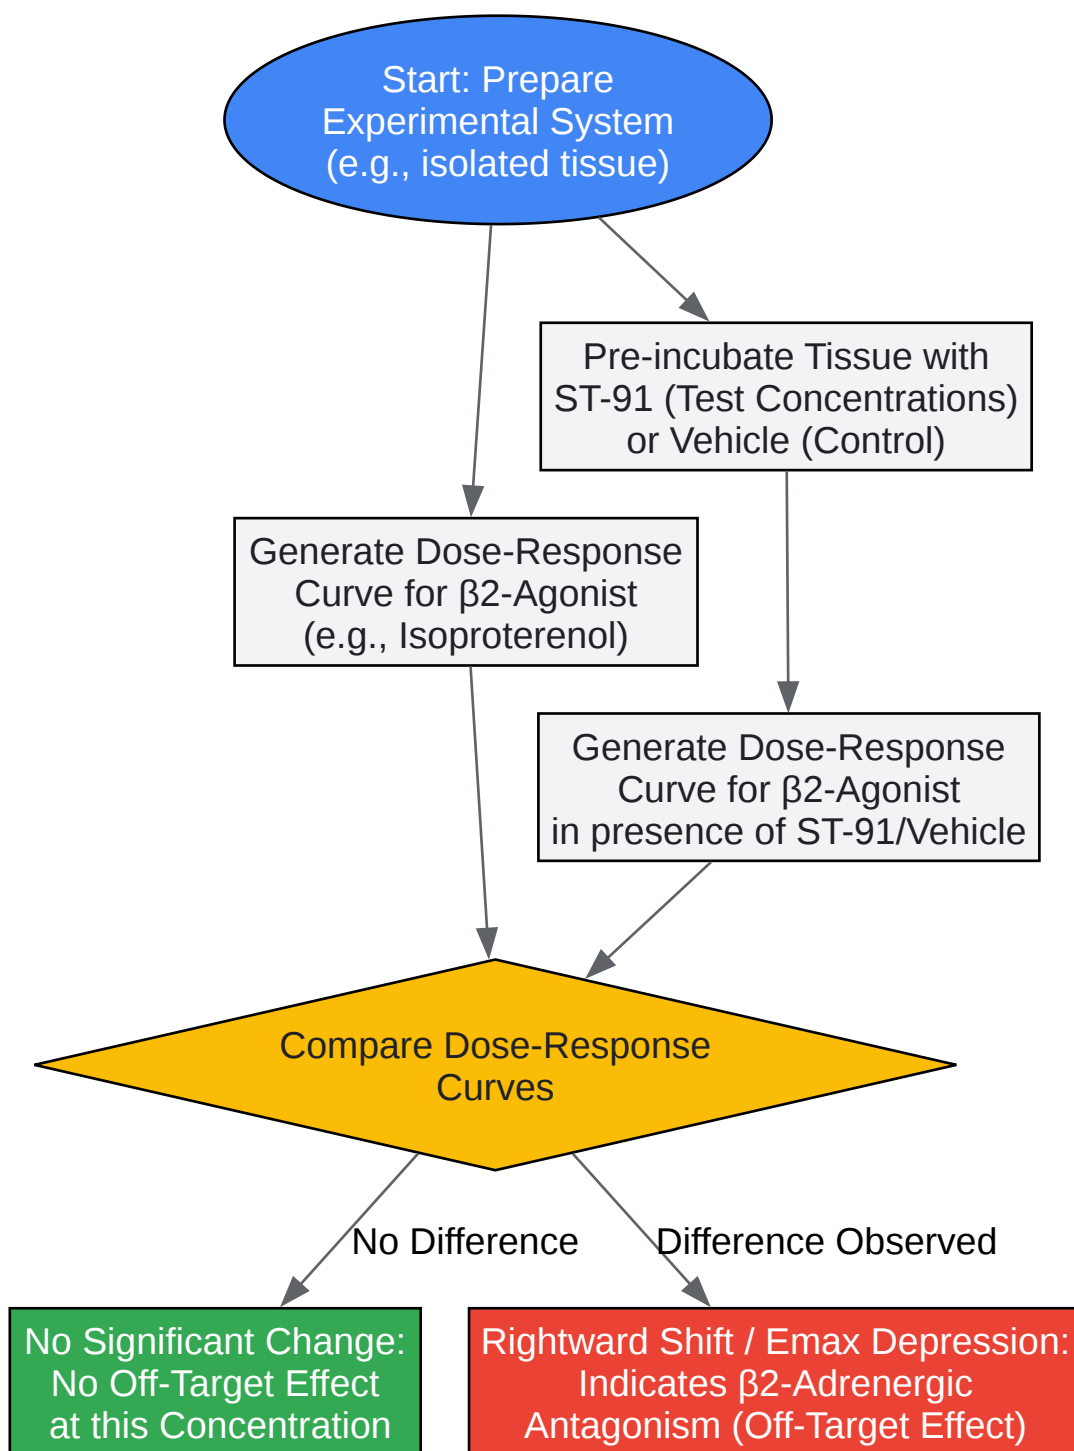 Start: Prepare
Experimental System
(e.g., isolated tissue)
Pre-incubate Tissue with
ST-91 (Test Concentrations)
or Vehicle (Control)
Generate Dose-Response
Curve for β2-Agonist
(e.g., Isoproterenol)
Generate Dose-Response
Curve for β2-Agonist
in presence of ST-91/Vehicle
Compare Dose-Response
Curves
No Difference
Difference Observed
No Significant Change:
No Off-Target Effect
at this Concentration
Rightward Shift / Emax Depression:
Indicates β2-Adrenergic
Antagonism (Off-Target Effect)